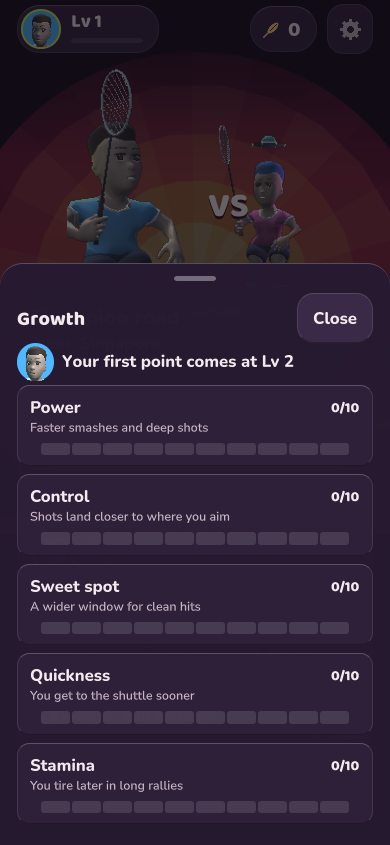 Lv 1
0
VS
Growth
Close
Your first point comes at Lv 2
Power
0/10
Faster smashes and deep shots
Control
0/10
Shots land closer to where you aim
Sweet spot
0/10
A wider window for clean hits
Quickness
0/10
You get to the shuttle sooner
Stamina
0/10
You tire later in long rallies